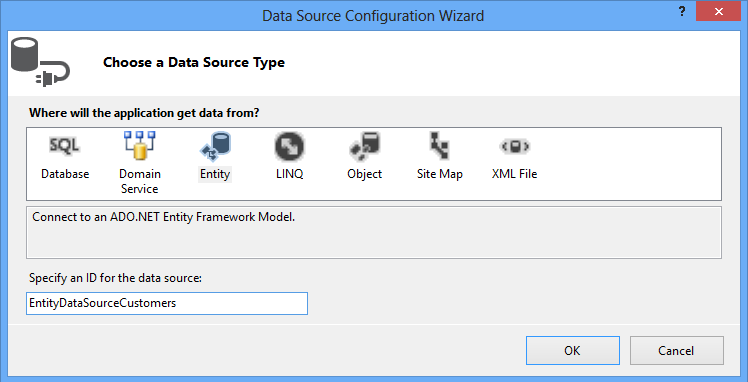 Data Source Configuration Wizard
?
Choose a Data Source Type
Where will the application get data from?
SQL
Database
Domain
Service
Entity
LINQ
Object
Site Map
XML File
Connect to an ADO.NET Entity Framework Model.
Specify an ID for the data source:
EntityDataSourceCustomers
OK
Cancel